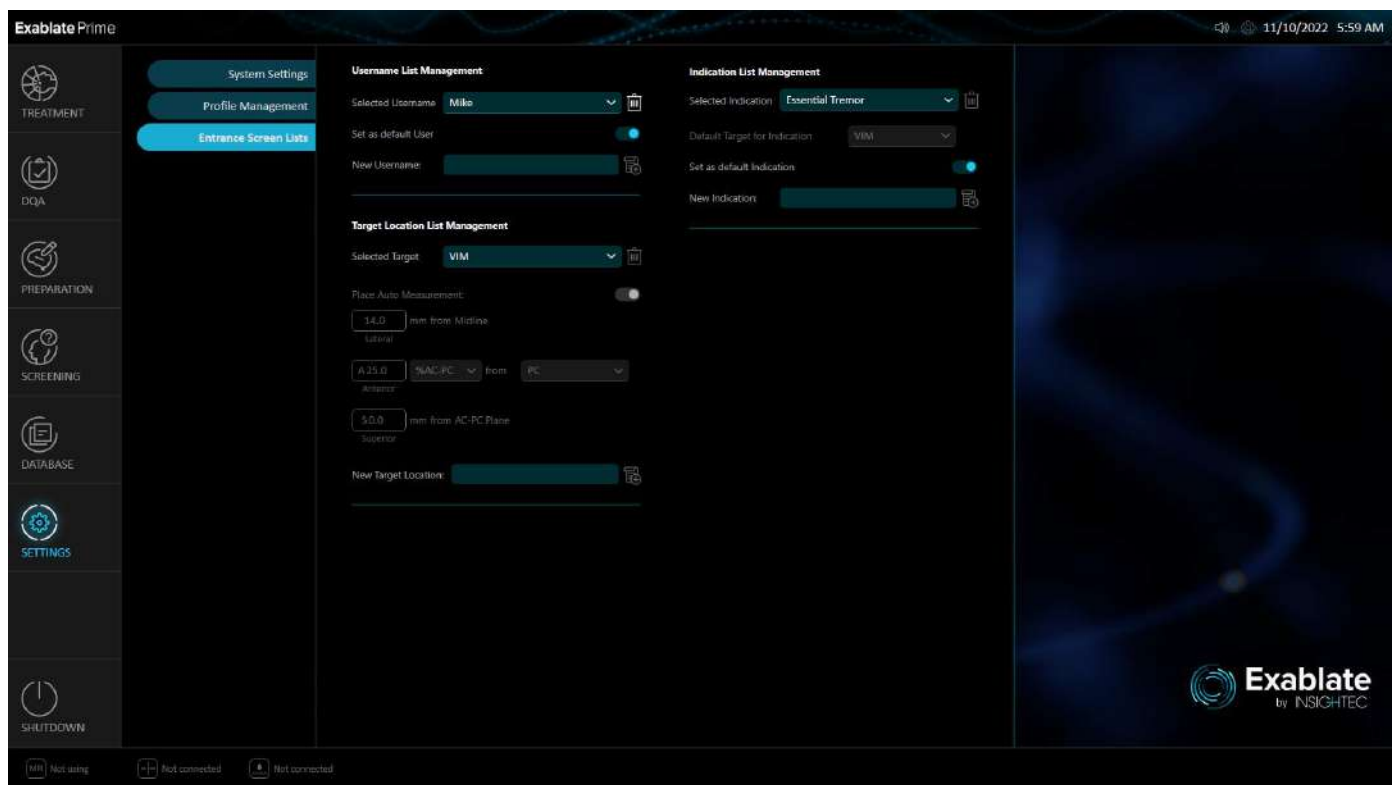 Exablate Prime
11/10/2022 5:59 AM
TREATMENT
DQA
PREPARATION
SCREENING
DATABASE
SETTINGS
SHUTDOWN
System Settings
Profile Management
Entrance Screen Lists
Username List Management
Selected Username Mike
Set as default User
New Username:
Target Location List Management
Selected Target VIM
Place Auto Measurement:
14.0 mm from Midline
Lateral
A 25.0 %AC-PC from PC
Anterior
S 0.0 mm from AC-PC Plane
Superior
New Target Location:
Indication List Management
Selected Indication Essential Tremor
Default Target for Indication VIM
Set as default Indication
New Indication:
Exablate
by INSIGHTEC
MR Not using
Not connected
Not connected